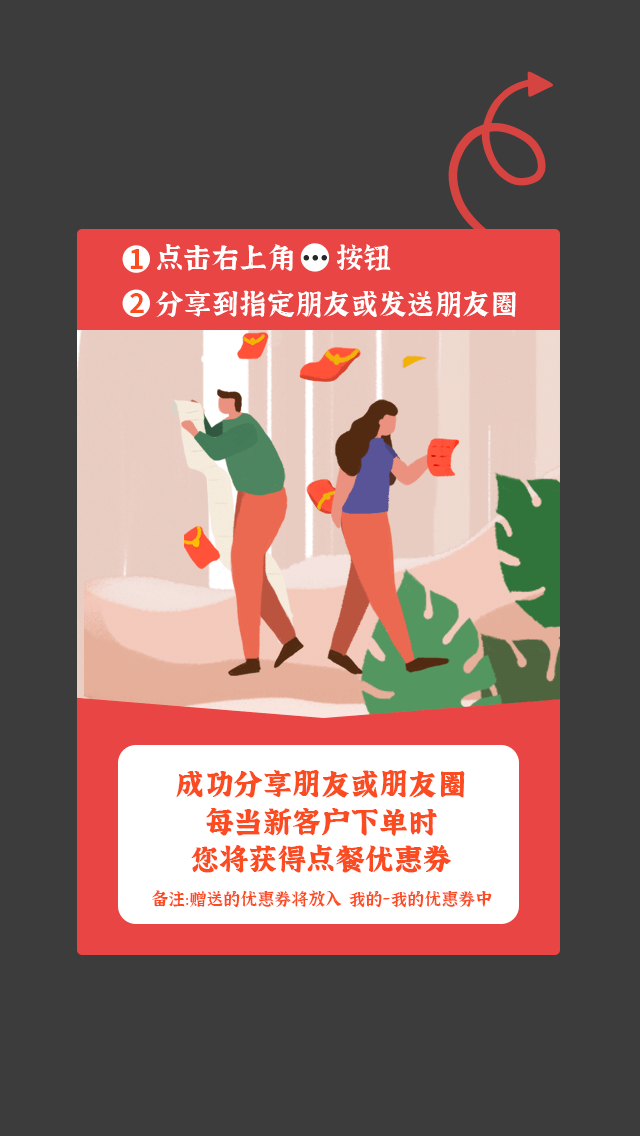 1 点击右上角 ••• 按钮
2 分享到指定朋友或发送朋友圈
成功分享朋友或朋友圈
每当新客户下单时
您将获得点餐优惠券
备注:赠送的优惠券将放入 我的-我的优惠券中